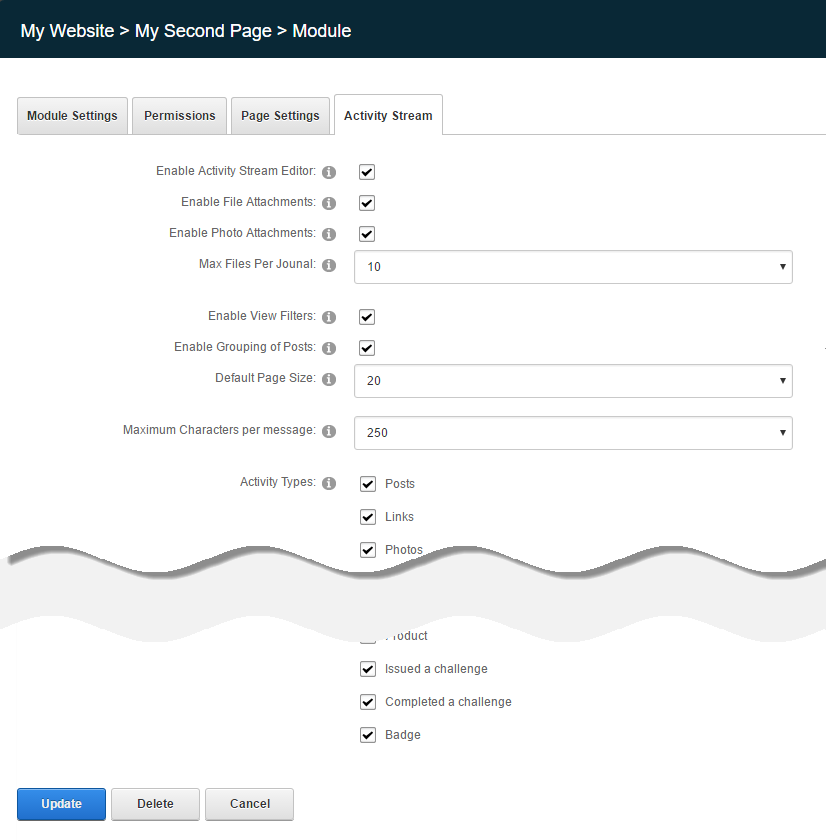 My Website > My Second Page > Module
Module Settings Permissions Page Settings Activity Stream
Enable Activity Stream Editor:
Enable File Attachments:
Enable Photo Attachments:
Max Files Per Jounal: 10
Enable View Filters:
Enable Grouping of Posts:
Default Page Size: 20
Maximum Characters per message: 250
Activity Types: Posts
Links
Photos
Product
Issued a challenge
Completed a challenge
Badge
Update Delete Cancel